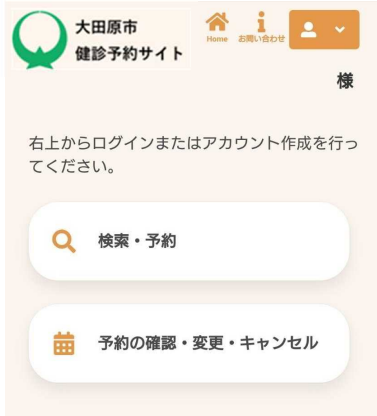 大田原市
健診予約サイト
Home
お問い合わせ
様
右上からログインまたはアカウント作成を行っ
てください。
検索・予約
予約の確認・変更・キャンセル